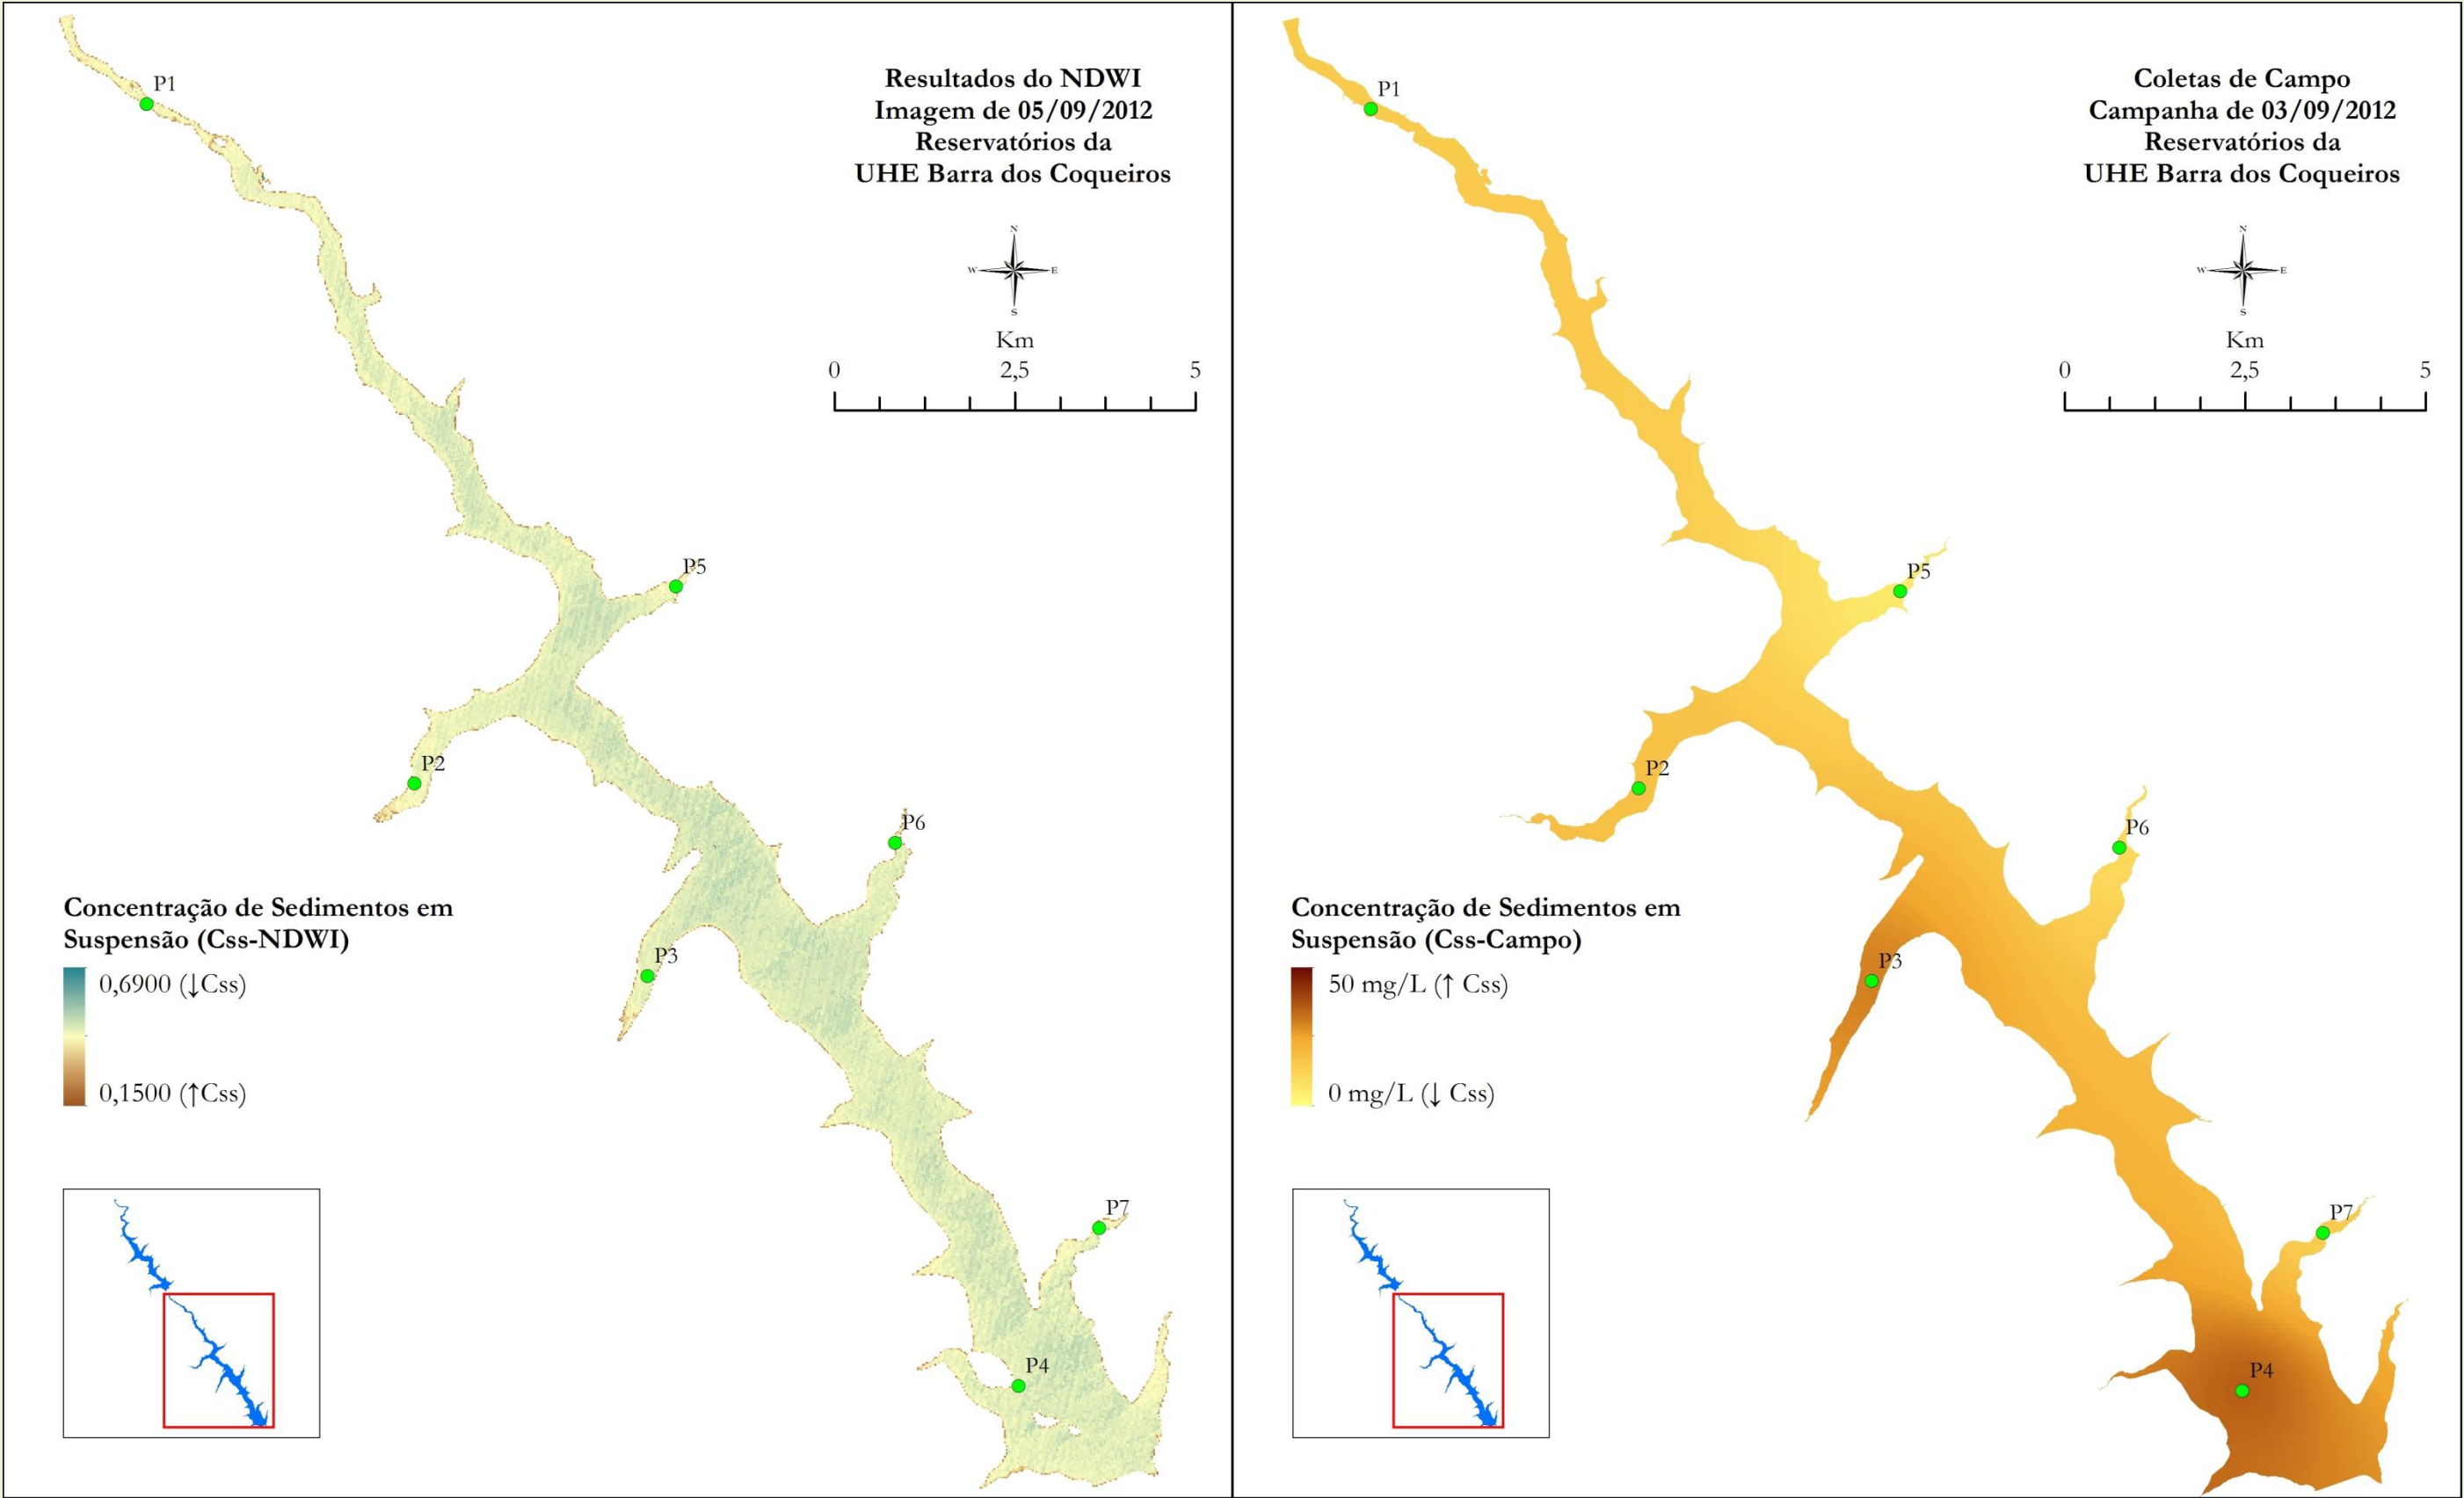 Resultados do NDWI
Imagem de 05/09/2012
Reservatórios da
UHE Barra dos Coqueiros
N
W
E
S
Km
0
2,5
5
P1
P5
P2
P6
P3
P7
P4
Concentração de Sedimentos em
Suspensão (Css-NDWI)
0,6900 (↓Css)
0,1500 (↑Css)
Coletas de Campo
Campanha de 03/09/2012
Reservatórios da
UHE Barra dos Coqueiros
N
W
E
S
Km
0
2,5
5
P1
P5
P2
P6
P3
P7
P4
Concentração de Sedimentos em
Suspensão (Css-Campo)
50 mg/L (↑ Css)
0 mg/L (↓ Css)